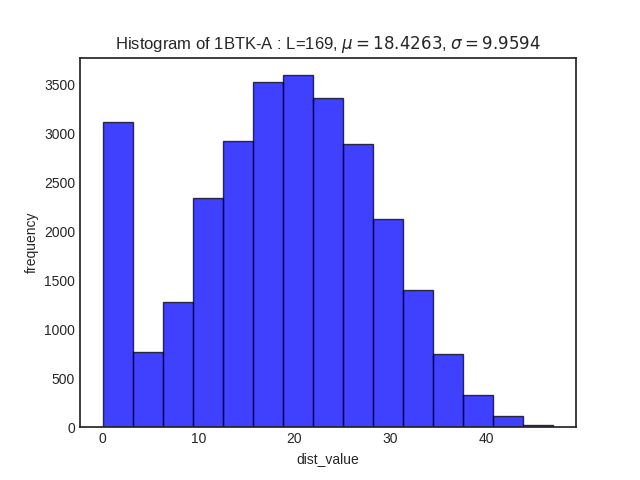 Histogram of 1BTK-A : L=169, μ = 18.4263, σ = 9.9594
3500
3000
2500
2000
1500
1000
500
0
frequency
0 10 20 30 40
dist_value